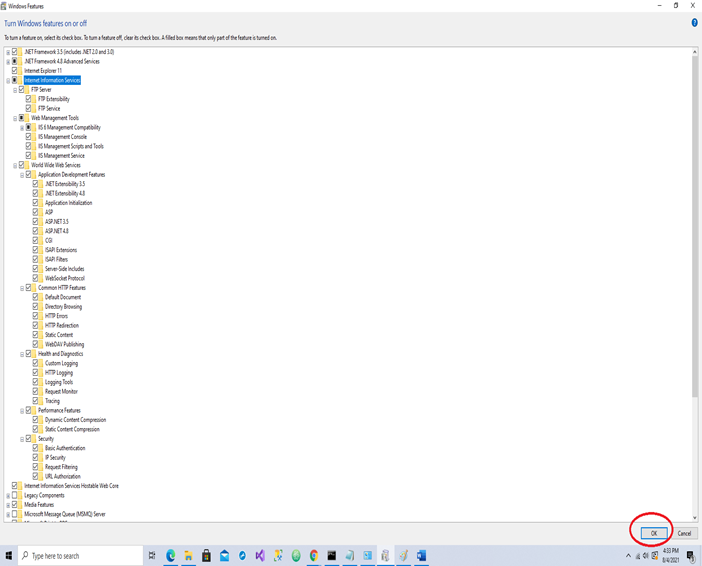 Windows Features
Turn Windows features on or off
To turn a feature on, select its check box. To turn a feature off, clear its check box. A filled box means that only part of the feature is turned on.
.NET Framework 3.5 (includes .NET 2.0 and 3.0)
.NET Framework 4.8 Advanced Services
Internet Explorer 11
Internet Information Services
FTP Server
FTP Extensibility
FTP Service
Web Management Tools
IIS 6 Management Compatibility
IIS Management Console
IIS Management Scripts and Tools
IIS Management Service
World Wide Web Services
Application Development Features
.NET Extensibility 3.5
.NET Extensibility 4.8
Application Initialization
ASP
ASP.NET 3.5
ASP.NET 4.8
CGI
ISAPI Extensions
ISAPI Filters
Server-Side Includes
WebSocket Protocol
Common HTTP Features
Default Document
Directory Browsing
HTTP Errors
HTTP Redirection
Static Content
WebDAV Publishing
Health and Diagnostics
Custom Logging
HTTP Logging
Logging Tools
Request Monitor
Tracing
Performance Features
Dynamic Content Compression
Static Content Compression
Security
Basic Authentication
IP Security
Request Filtering
URL Authorization
Internet Information Services Hostable Web Core
Legacy Components
Media Features
Microsoft Message Queue (MSMQ) Server
OK
Cancel
Type here to search
4:33 PM
8/4/2021